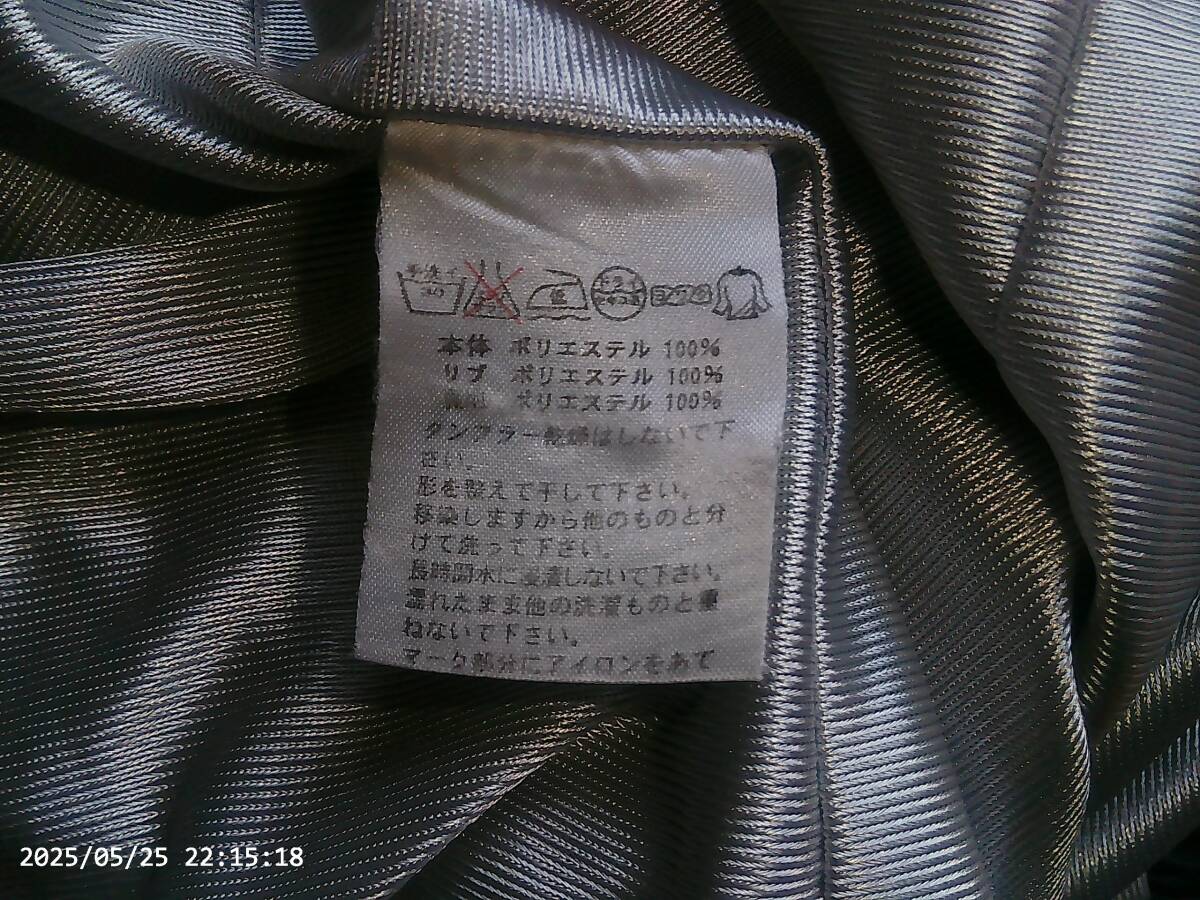 手洗イ
30
低
本体 ポリエステル 100%
リブ ポリエステル 100%
ポリエステル 100%
タンブラー乾燥はしないで下
さい。
形を整えて干して下さい。
移染しますから他のものと分
けて洗って下さい。
長時間水に浸漬しないで下さい。
濡れたまま他の洗濯ものと重
ねないで下さい。
マーク部分にアイロンをあて
2025/05/25 22:15:18